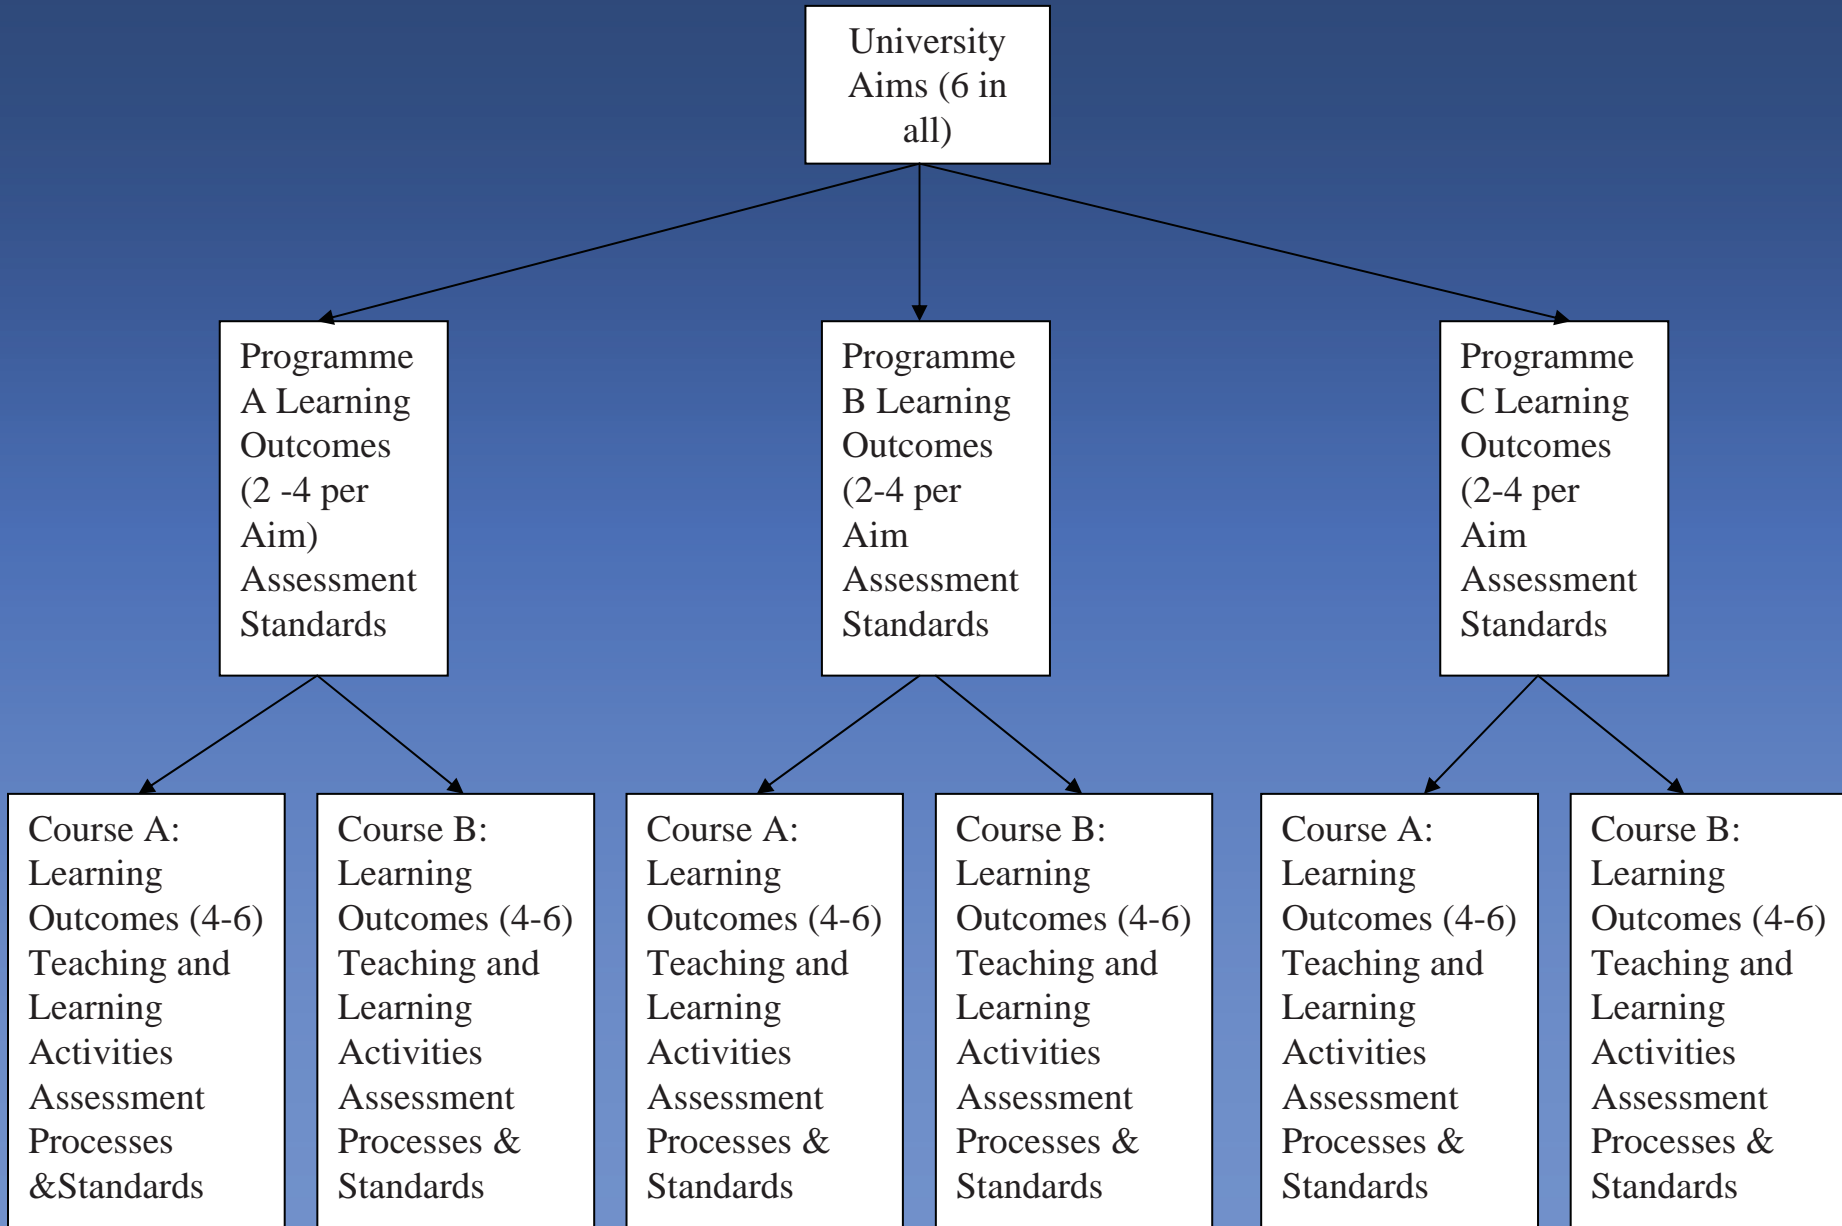 University
Aims (6 in
all)
Programme
A Learning
Outcomes
(2 -4 per
Aim)
Assessment
Standards
Programme
B Learning
Outcomes
(2-4 per
Aim
Assessment
Standards
Programme
C Learning
Outcomes
(2-4 per
Aim
Assessment
Standards
Course A:
Learning
Outcomes (4-6)
Teaching and
Learning
Activities
Assessment
Processes
&Standards
Course B:
Learning
Outcomes (4-6)
Teaching and
Learning
Activities
Assessment
Processes &
Standards
Course A:
Learning
Outcomes (4-6)
Teaching and
Learning
Activities
Assessment
Processes &
Standards
Course B:
Learning
Outcomes (4-6)
Teaching and
Learning
Activities
Assessment
Processes &
Standards
Course A:
Learning
Outcomes (4-6)
Teaching and
Learning
Activities
Assessment
Processes &
Standards
Course B:
Learning
Outcomes (4-6)
Teaching and
Learning
Activities
Assessment
Processes &
Standards